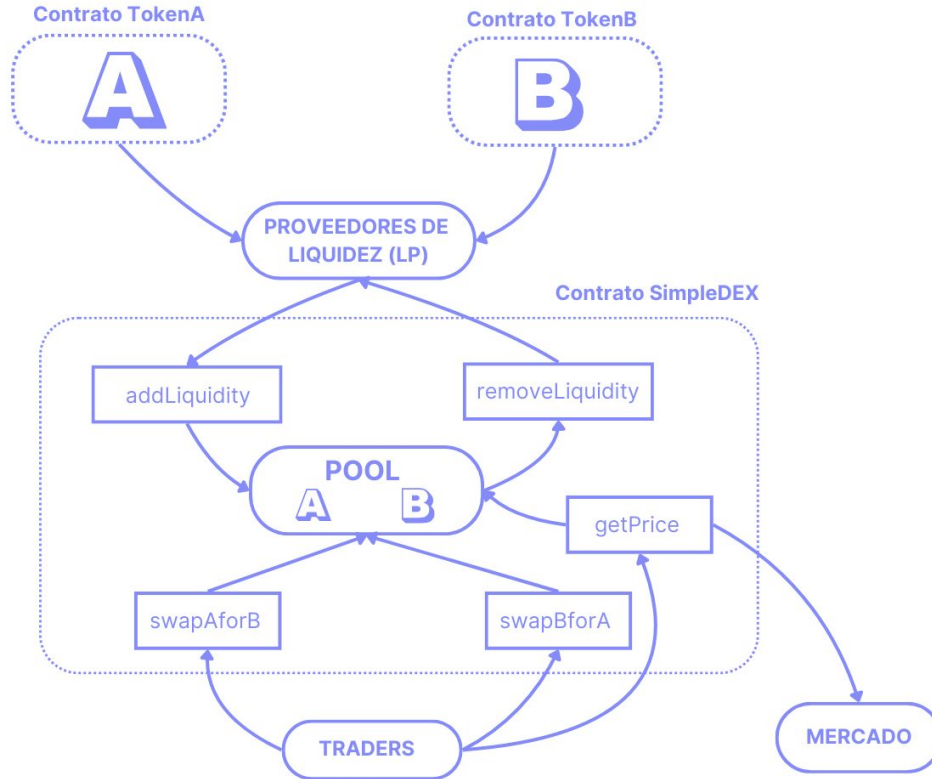 Contrato TokenA
Contrato TokenB
A
B
PROVEEDORES DE
LIQUIDEZ (LP)
Contrato SimpleDEX
addLiquidity
removeLiquidity
POOL
A B
getPrice
swapAforB
swapBforA
TRADERS
MERCADO